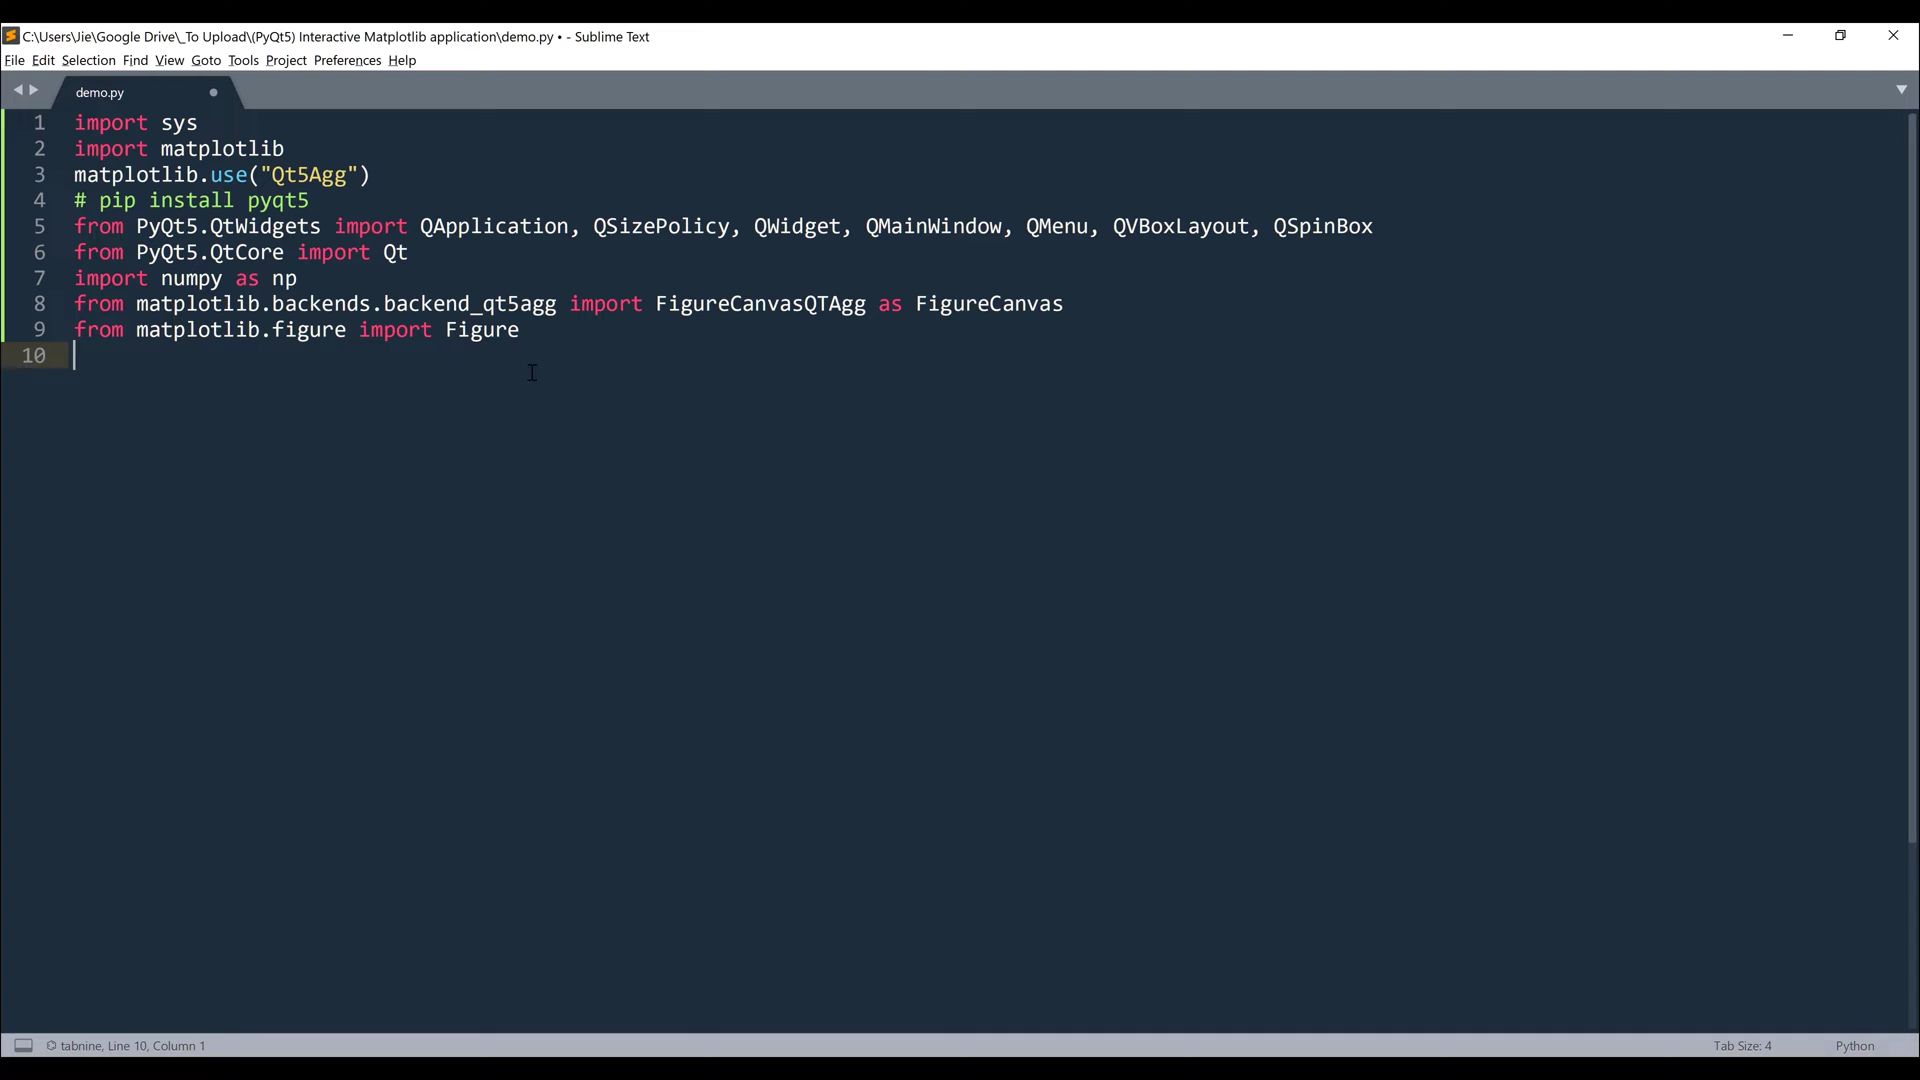 C:\Users\Jie\Google Drive\_To Upload\(PyQt5) Interactive Matplotlib application\demo.py • - Sublime Text
File Edit Selection Find View Goto Tools Project Preferences Help
demo.py
1 import sys
2 import matplotlib
3 matplotlib.use("Qt5Agg")
4 # pip install pyqt5
5 from PyQt5.QtWidgets import QApplication, QSizePolicy, QWidget, QMainWindow, QMenu, QVBoxLayout, QSpinBox
6 from PyQt5.QtCore import Qt
7 import numpy as np
8 from matplotlib.backends.backend_qt5agg import FigureCanvasQTAgg as FigureCanvas
9 from matplotlib.figure import Figure
10
tabnine, Line 10, Column 1 Tab Size: 4 Python